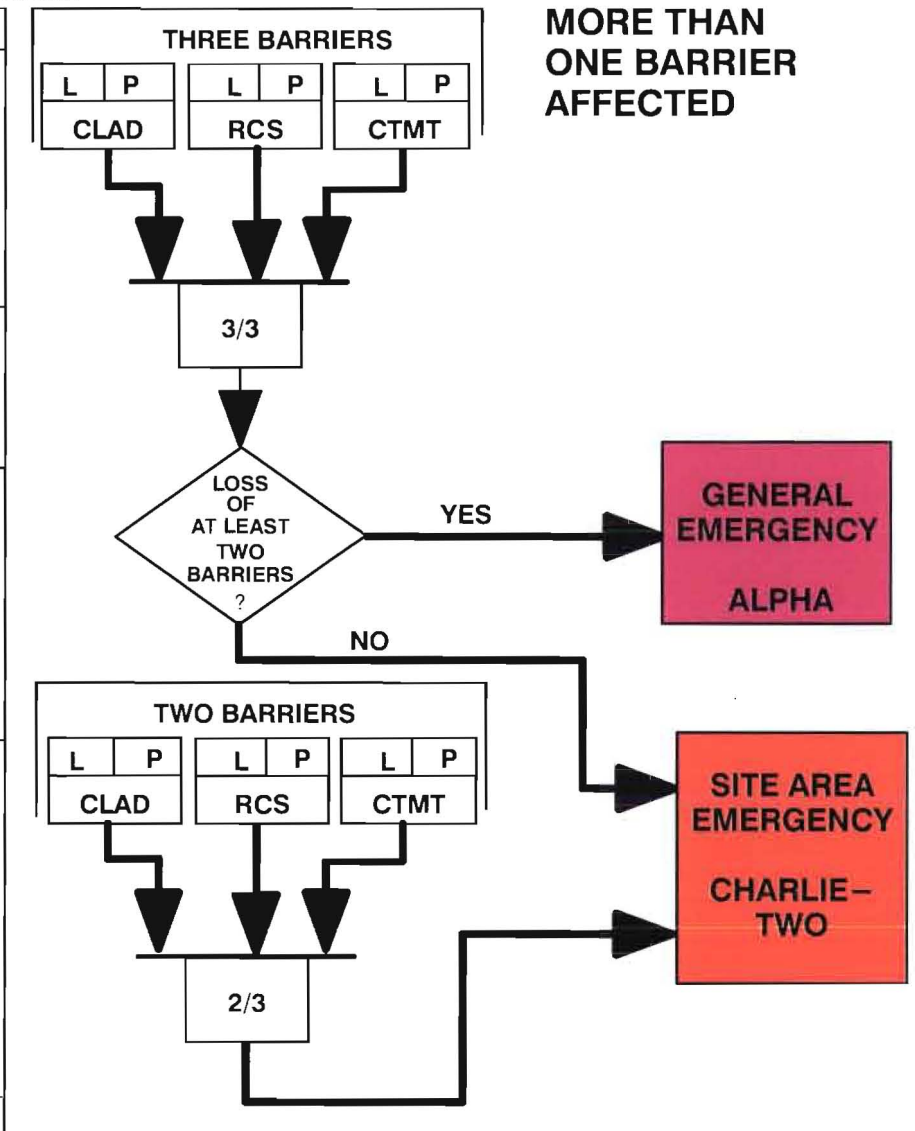 MORE THAN
ONE BARRIER
AFFECTED
THREE BARRIERS
L P L P L P
CLAD RCS CTMT
3/3
LOSS
OF
AT LEAST
TWO
BARRIERS
?
YES
GENERAL
EMERGENCY
ALPHA
NO
TWO BARRIERS
L P L P L P
CLAD RCS CTMT
2/3
SITE AREA
EMERGENCY
CHARLIE–
TWO